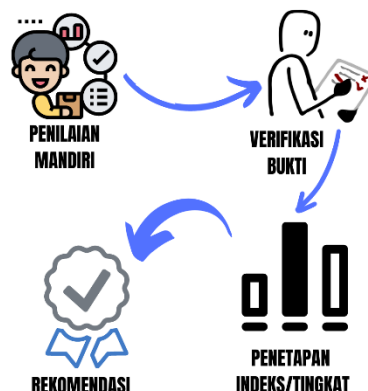 PENILAIAN
MANDIRI
VERIFIKASI
BUKTI
PENETAPAN
INDEKS/TINGKAT
REKOMENDASI